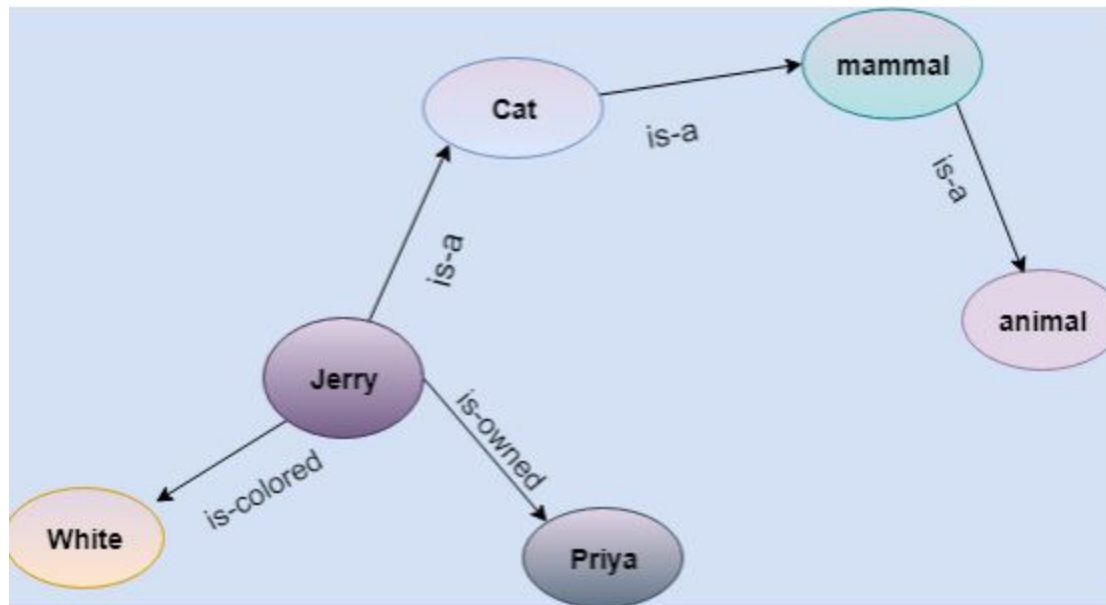 mammal
Cat
is-a
is-a
is-a
animal
Jerry
is-owned
is-colored
White
Priya